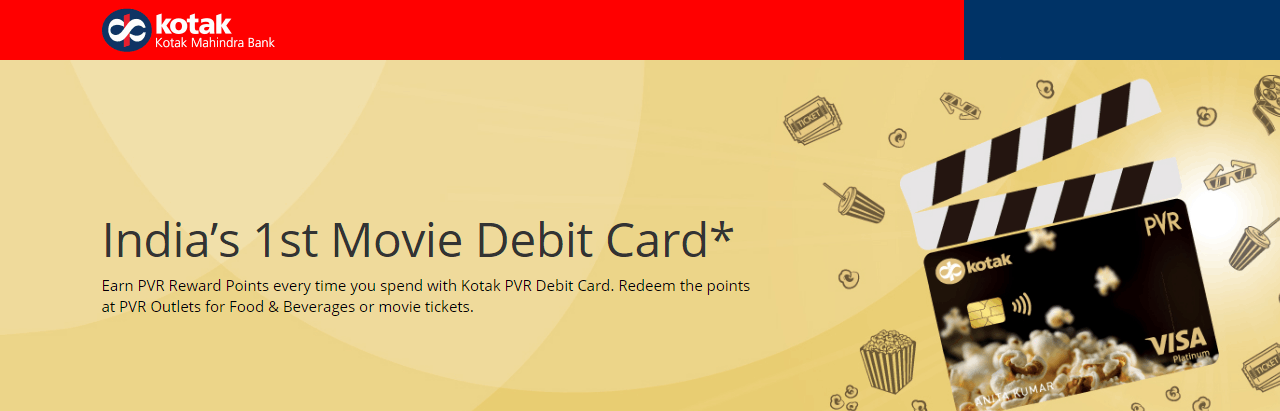 kotak
Kotak Mahindra Bank
India's 1st Movie Debit Card*
Earn PVR Reward Points every time you spend with Kotak PVR Debit Card. Redeem the points
at PVR Outlets for Food & Beverages or movie tickets.
TICKET
PVR
kotak
VISA
Platinum
TICKET
ANITA KUMAR